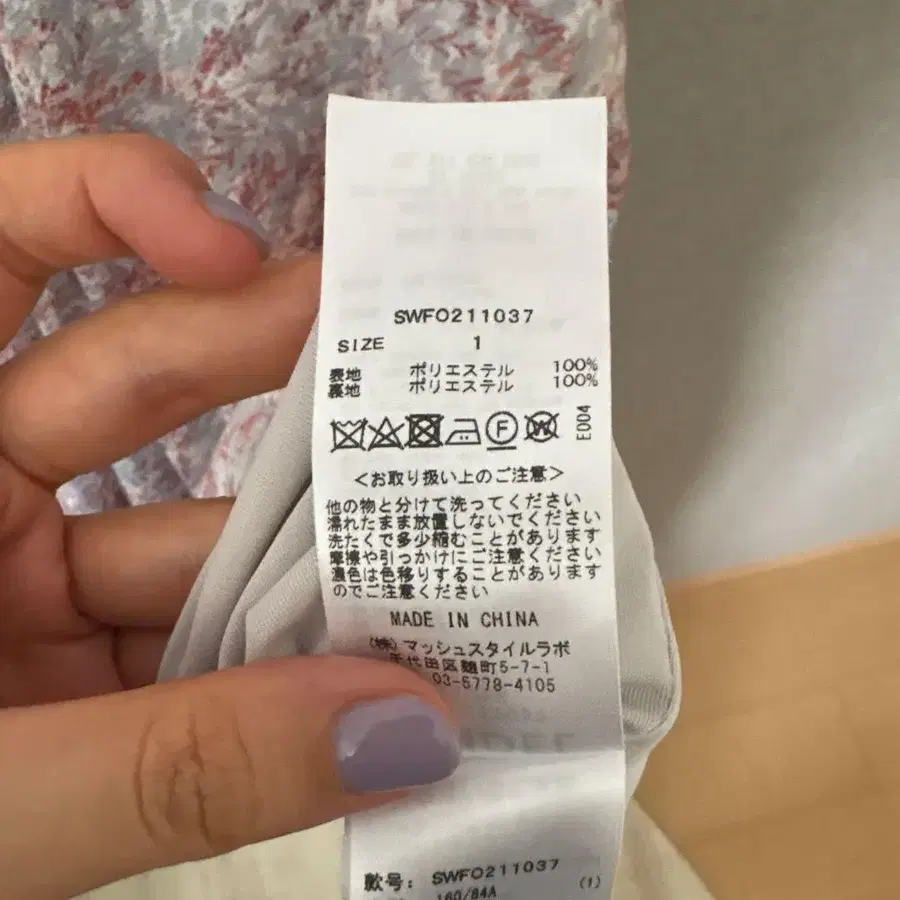 SWFO211037
SIZE 1
表地 ポリエステル 100%
裏地 ポリエステル 100%
F W E004
<お取り扱い上のご注意>
他の物と分けて洗ってください
濡れたまま放置しないでください
洗たくで多少縮むことがあります
摩擦や引っかけにご注意ください
濃色は色移りすることがあります
のでご注意ください
MADE IN CHINA
(株)マッシュスタイルラボ
千代田区麹町5-7-1
03-5778-4105
款号: SWFO211037
160/84A (1)